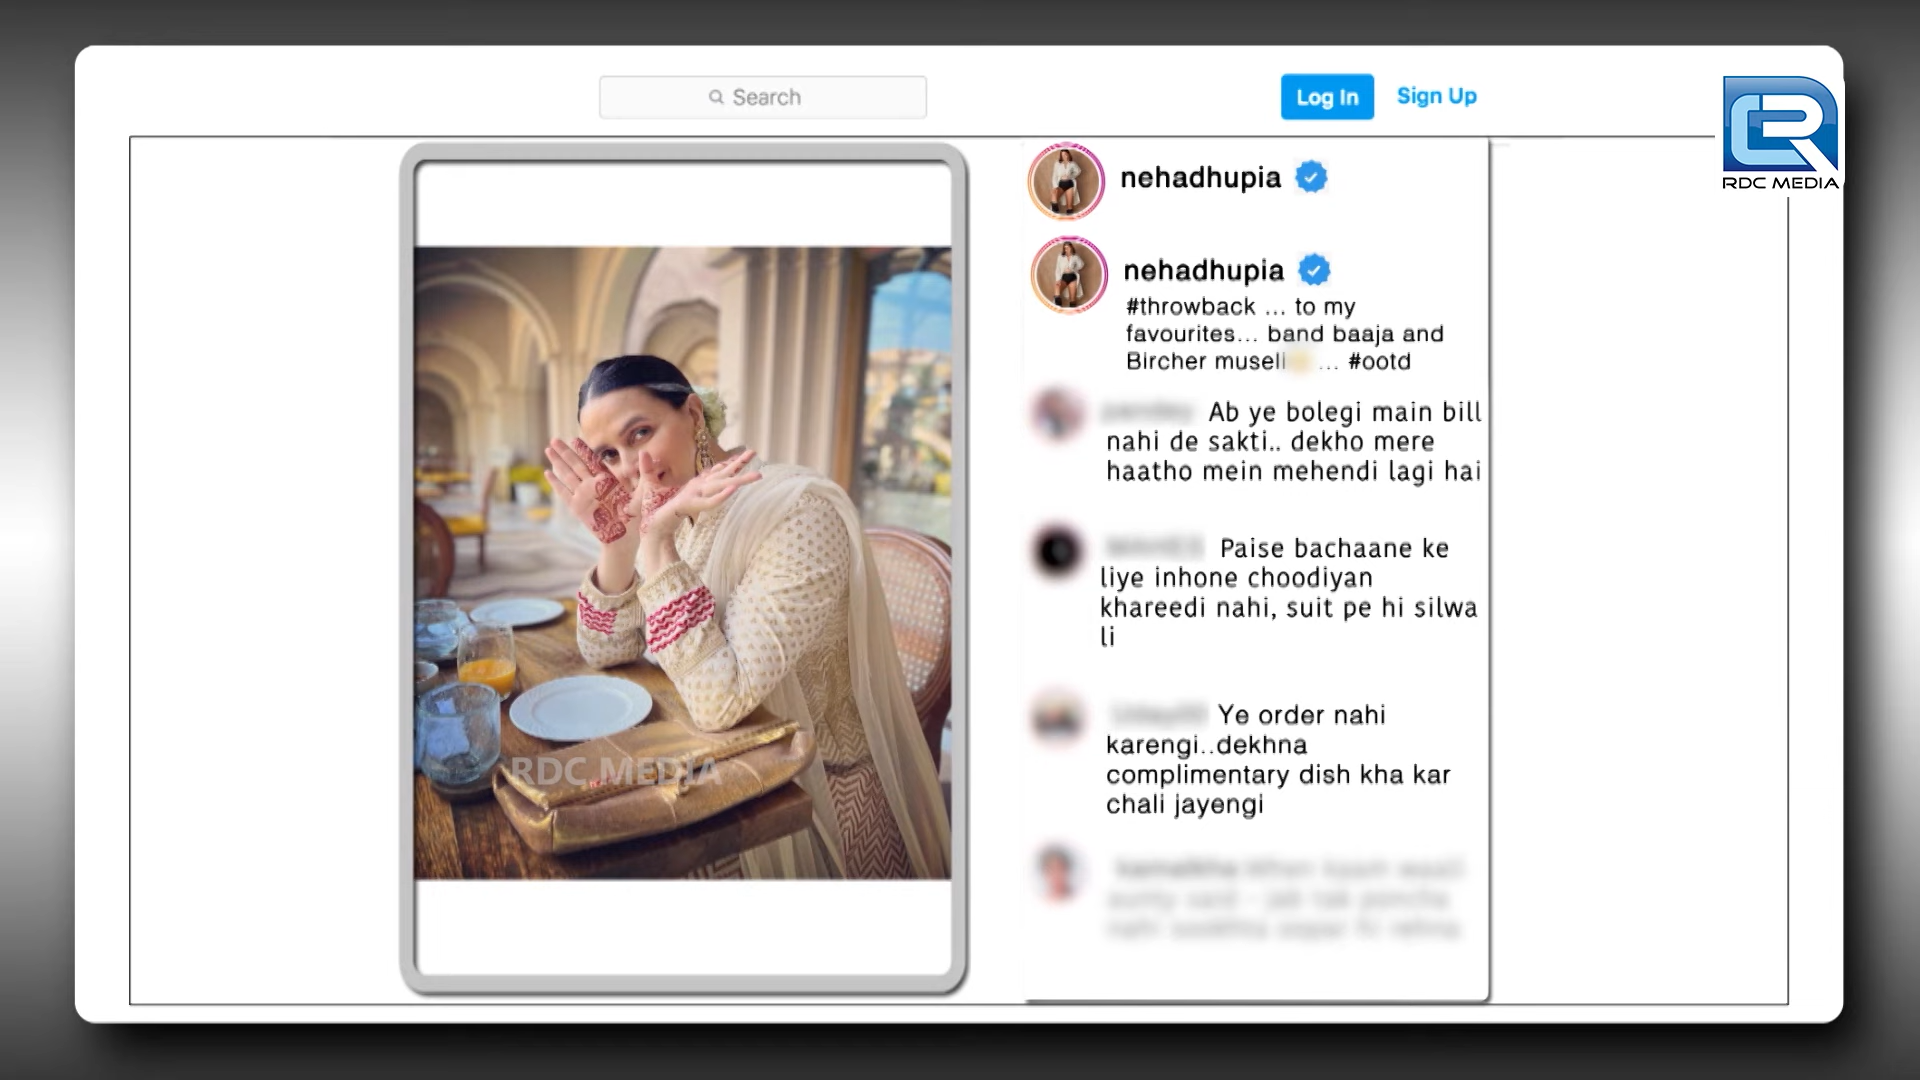 Search
Log In
Sign Up
RDC MEDIA
nehadhupia
nehadhupia
#throwback ... to my
favourites... band baaja and
Bircher museli ... #ootd
Ab ye bolegi main bill
nahi de sakti.. dekho mere
haatho mein mehendi lagi hai
Paise bachaane ke
liye inhone choodiyan
khareedi nahi, suit pe hi silwa
li
Ye order nahi
karengi..dekhna
complimentary dish kha kar
chali jayengi
RDC MEDIA